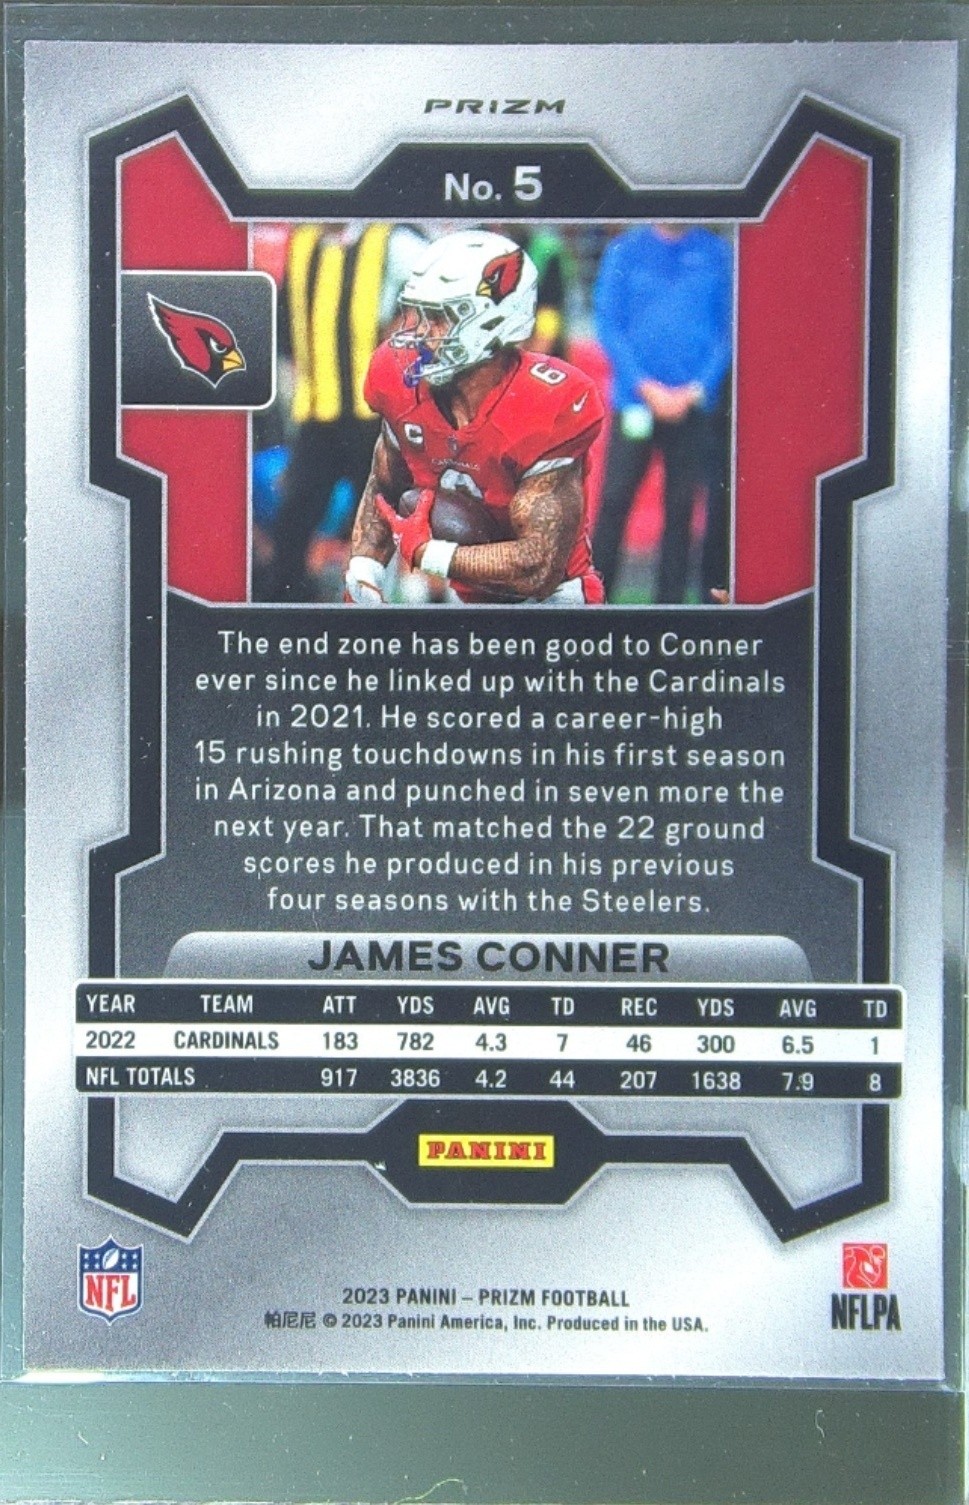 PRIZM
No. 5
6
C
CARDINALS
The end zone has been good to Conner
ever since he linked up with the Cardinals
in 2021. He scored a career-high
15 rushing touchdowns in his first season
in Arizona and punched in seven more the
next year. That matched the 22 ground
scores he produced in his previous
four seasons with the Steelers.
JAMES CONNER
YEAR TEAM ATT YDS AVG TD REC YDS AVG TD
2022 CARDINALS 183 782 4.3 7 46 300 6.5 1
NFL TOTALS 917 3836 4.2 44 207 1638 7.9 8
PANINI
NFL
NFLPA
2023 PANINI – PRIZM FOOTBALL
帕尼尼 © 2023 Panini America, Inc. Produced in the USA.